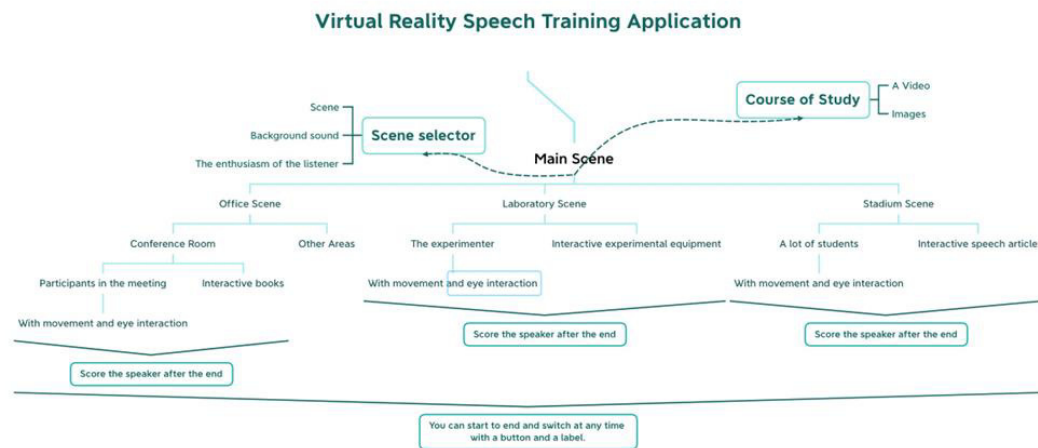 Virtual Reality Speech Training Application
Course of Study
A Video
Images
Scene selector
Scene
Background sound
The enthusiasm of the listener
Main Scene
Office Scene
Laboratory Scene
Stadium Scene
Conference Room
Other Areas
The experimenter
Interactive experimental equipment
A lot of students
Interactive speech article
Participants in the meeting
Interactive books
With movement and eye interaction
With movement and eye interaction
With movement and eye interaction
Score the speaker after the end
Score the speaker after the end
Score the speaker after the end
You can start to end and switch at any time
with a button and a label.